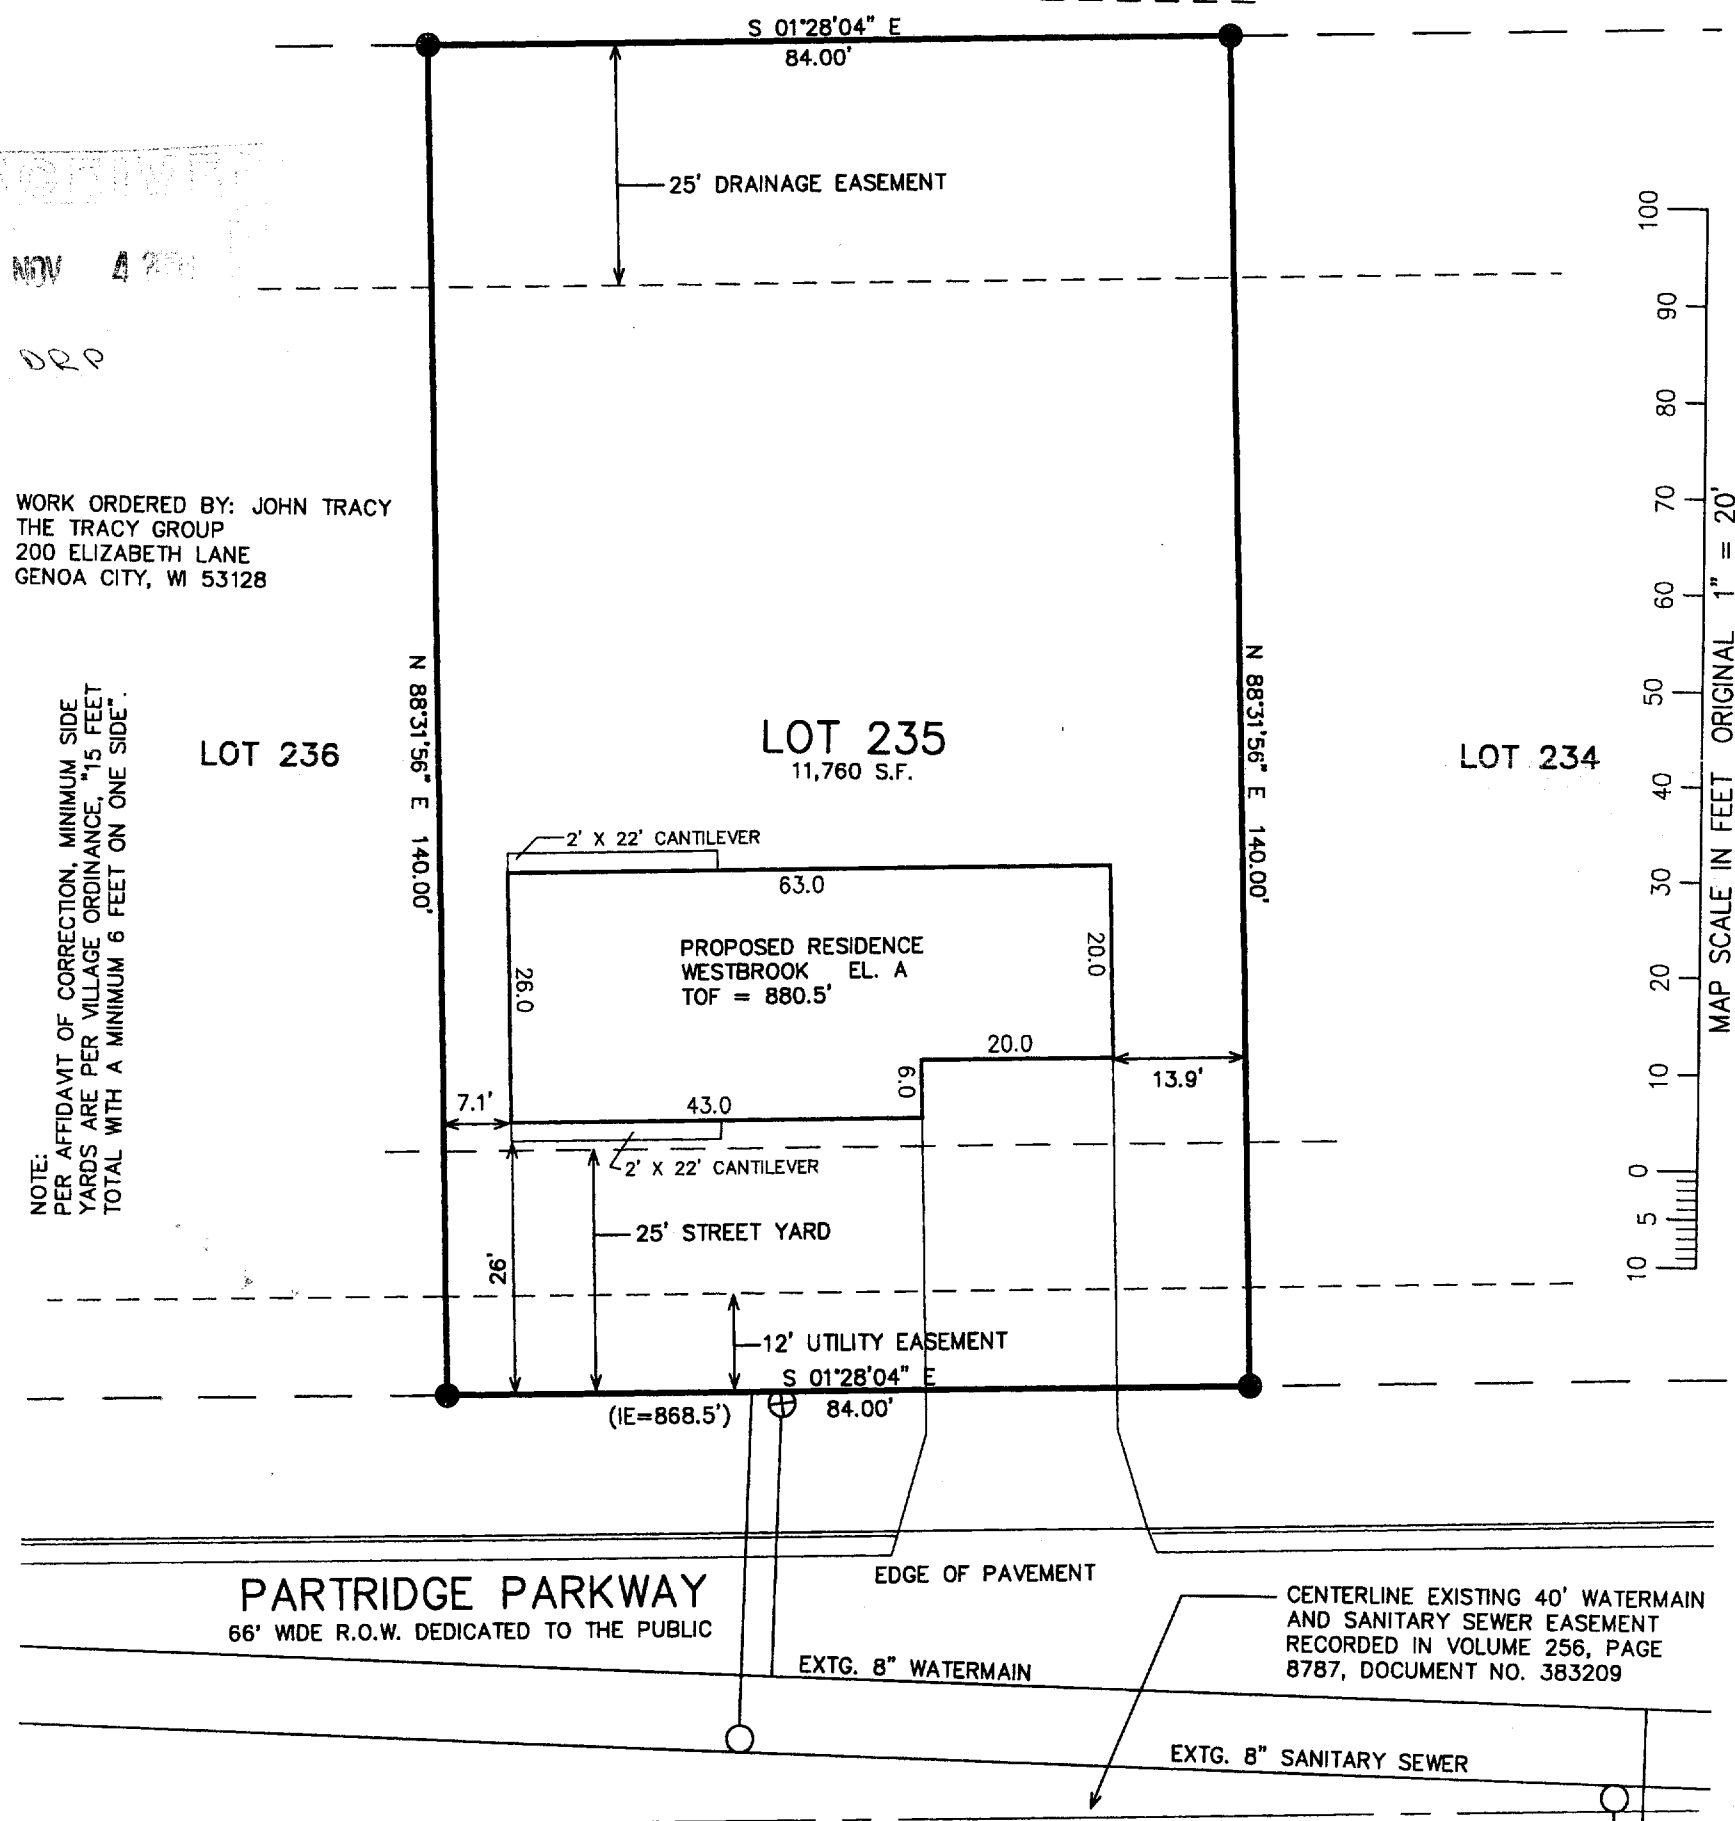 S 01°28'04" E
84.00'
25' DRAINAGE EASEMENT
NOV 4
DRP
WORK ORDERED BY: JOHN TRACY
THE TRACY GROUP
200 ELIZABETH LANE
GENOA CITY, WI 53128
NOTE:
PER AFFIDAVIT OF CORRECTION, MINIMUM SIDE
YARDS ARE PER VILLAGE ORDINANCE, "15 FEET
TOTAL WITH A MINIMUM 6 FEET ON ONE SIDE".
LOT 236
N 88°31'56" E 140.00'
LOT 235
11,760 S.F.
N 88°31'56" E 140.00'
LOT 234
2' X 22' CANTILEVER
63.0
PROPOSED RESIDENCE
WESTBROOK EL. A
TOF = 880.5'
26.0
20.0
20.0
6.0
13.9'
7.1'
43.0
2' X 22' CANTILEVER
25' STREET YARD
26'
12' UTILITY EASEMENT
S 01°28'04" E
(IE=868.5')
84.00'
EDGE OF PAVEMENT
PARTRIDGE PARKWAY
66' WIDE R.O.W. DEDICATED TO THE PUBLIC
CENTERLINE EXISTING 40' WATERMAIN
AND SANITARY SEWER EASEMENT
RECORDED IN VOLUME 256, PAGE
8787, DOCUMENT NO. 383209
EXTG. 8" WATERMAIN
EXTG. 8" SANITARY SEWER
10 5 0 10 20 30 40 50 60 70 80 90 100
MAP SCALE IN FEET ORIGINAL 1" = 20'